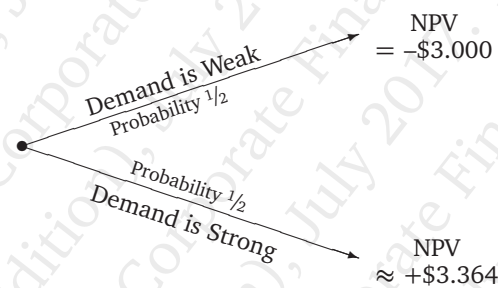 NPV
= –$3.000
Demand is Weak
Probability 1/2
Probability 1/2
Demand is Strong
NPV
≈ +$3.364